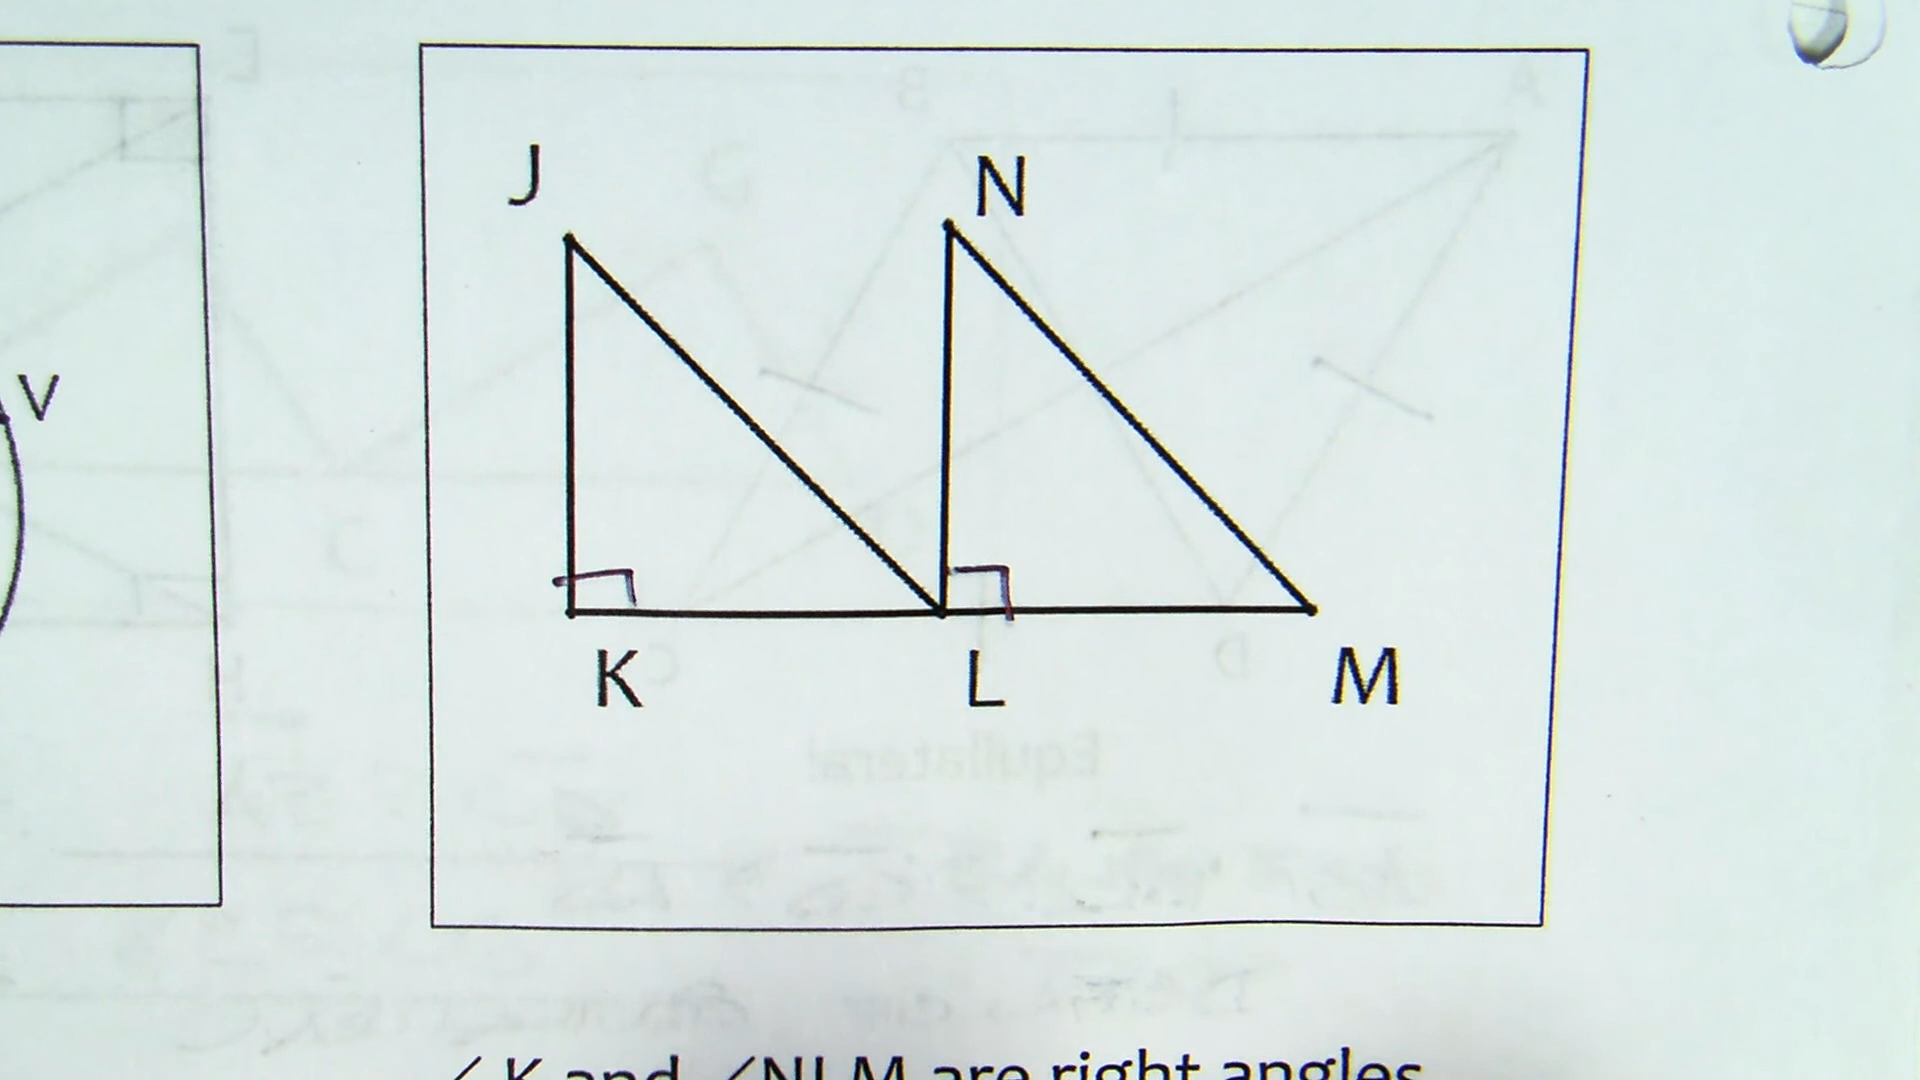 J N
V
K L M
∠K and ∠NLM are right angles